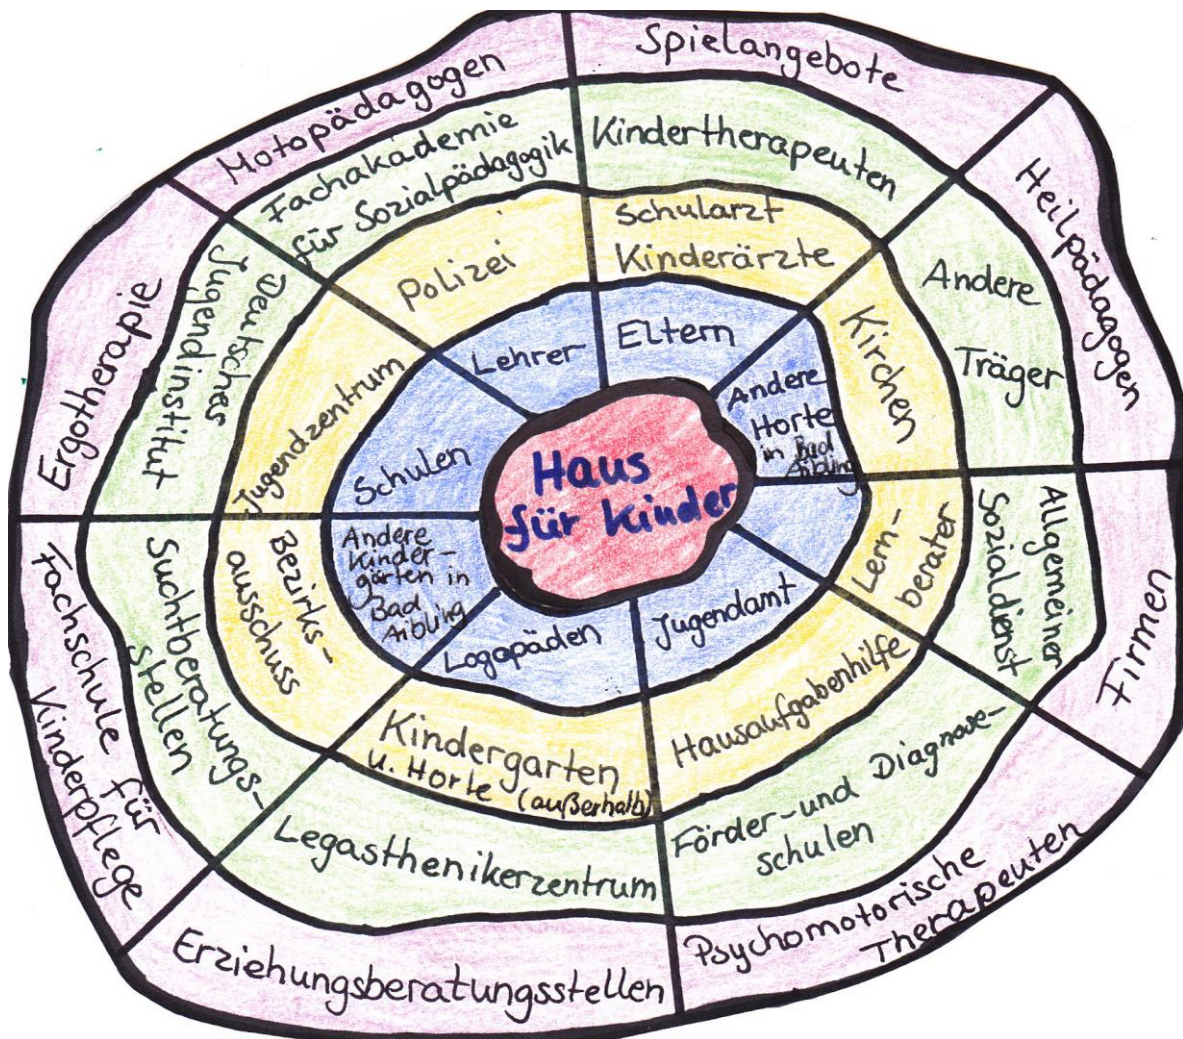 Spielangebote
Motopädagogen
Heilpädagogen
Ergotherapie
Firmen
Fachschule für
Kinderpflege
Psychomotorische
Therapeuten
Erziehungsberatungsstellen
Fachakademie
für Sozialpädagogik
Kindertherapeuten
Andere
Träger
Deutsches
Jugendinstitut
Allgemeiner
Sozialdienst
Suchtberatungs-
stellen
Förder-und Diagnose-
schulen
Legasthenikerzentrum
Polizei
Schularzt
Kinderärzte
Kirchen
Jugendzentrum
Lern-
berater
Bezirks-
ausschuss
Hausaufgabenhilfe
Kindergarten
u. Horte (außerhalb)
Lehrer
Eltern
Andere
Horte
in Bad
Aibling
Schulen
Andere
Kinder-
gärten in
Bad
Aibling
Logopäden
Jugendamt
Haus
für Kinder